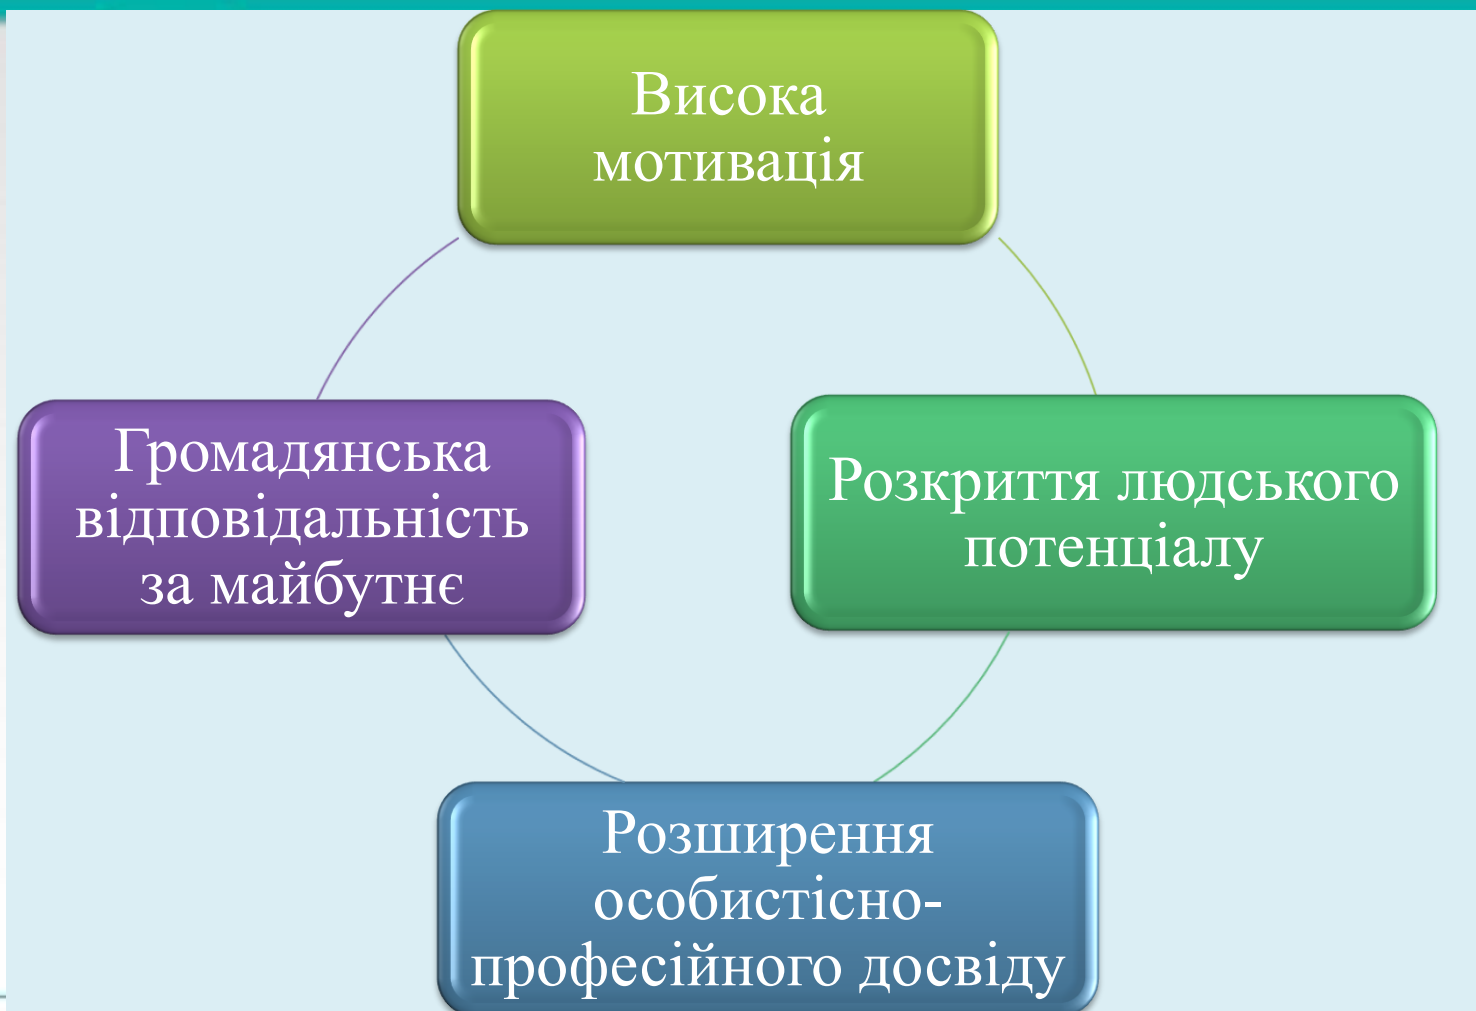 Висока
мотивація
Розкриття людського
потенціалу
Розширення
особистісно-
професійного досвіду
Громадянська
відповідальність
за майбутнє